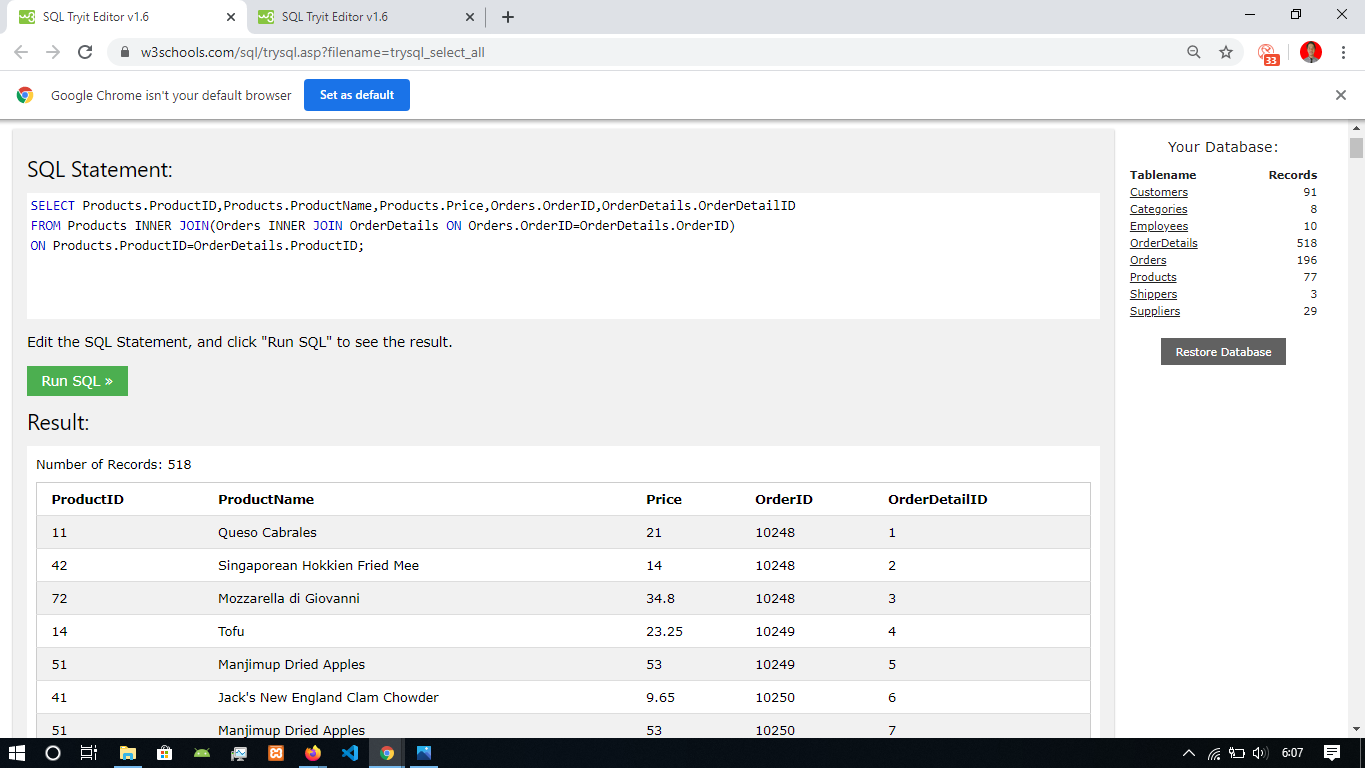 SQL Tryit Editor v1.6
SQL Tryit Editor v1.6
w3schools.com/sql/trysql.asp?filename=trysql_select_all
33
Google Chrome isn't your default browser
Set as default
SQL Statement:
SELECT Products.ProductID,Products.ProductName,Products.Price,Orders.OrderID,OrderDetails.OrderDetailID
FROM Products INNER JOIN(Orders INNER JOIN OrderDetails ON Orders.OrderID=OrderDetails.OrderID)
ON Products.ProductID=OrderDetails.ProductID;
Edit the SQL Statement, and click "Run SQL" to see the result.
Run SQL »
Result:
Number of Records: 518
ProductID ProductName Price OrderID OrderDetailID
11 Queso Cabrales 21 10248 1
42 Singaporean Hokkien Fried Mee 14 10248 2
72 Mozzarella di Giovanni 34.8 10248 3
14 Tofu 23.25 10249 4
51 Manjimup Dried Apples 53 10249 5
41 Jack's New England Clam Chowder 9.65 10250 6
51 Manjimup Dried Apples 53 10250 7
Your Database:
Tablename Records
Customers 91
Categories 8
Employees 10
OrderDetails 518
Orders 196
Products 77
Shippers 3
Suppliers 29
Restore Database
6:07